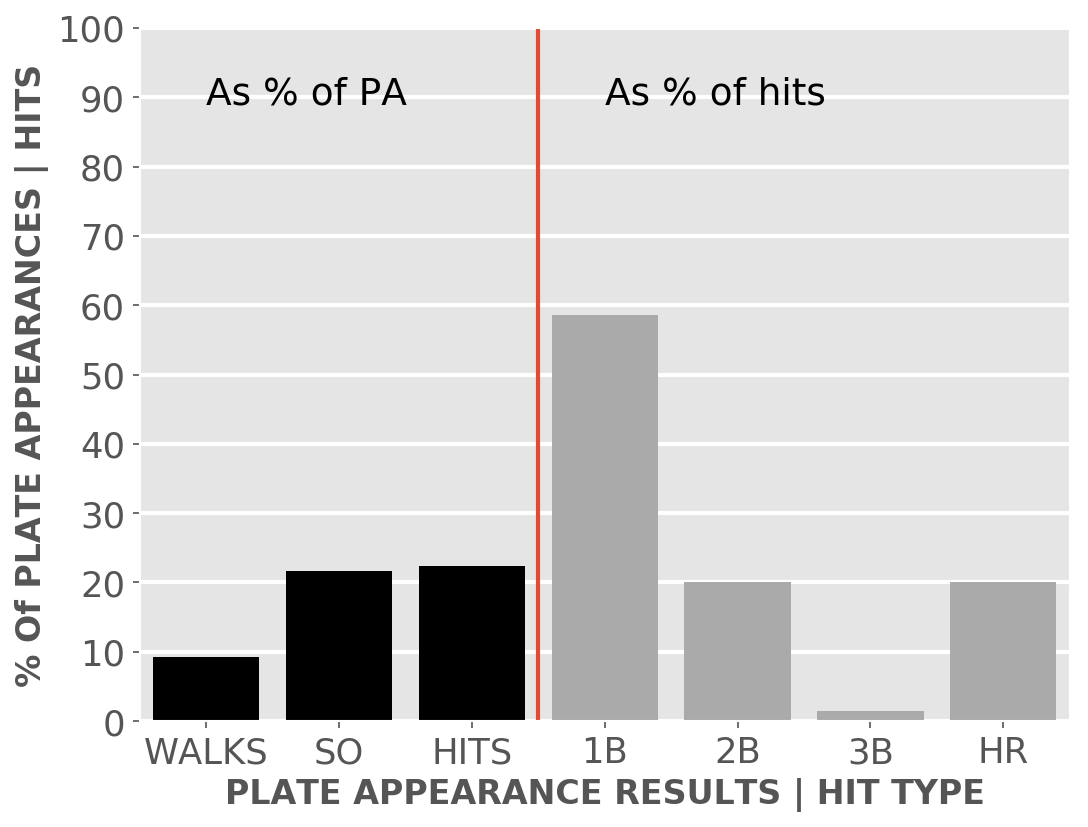 % Of PLATE APPEARANCES | HITS
100
90
80
70
60
50
40
30
20
10
0
As % of PA
As % of hits
WALKS SO HITS 1B 2B 3B HR
PLATE APPEARANCE RESULTS | HIT TYPE